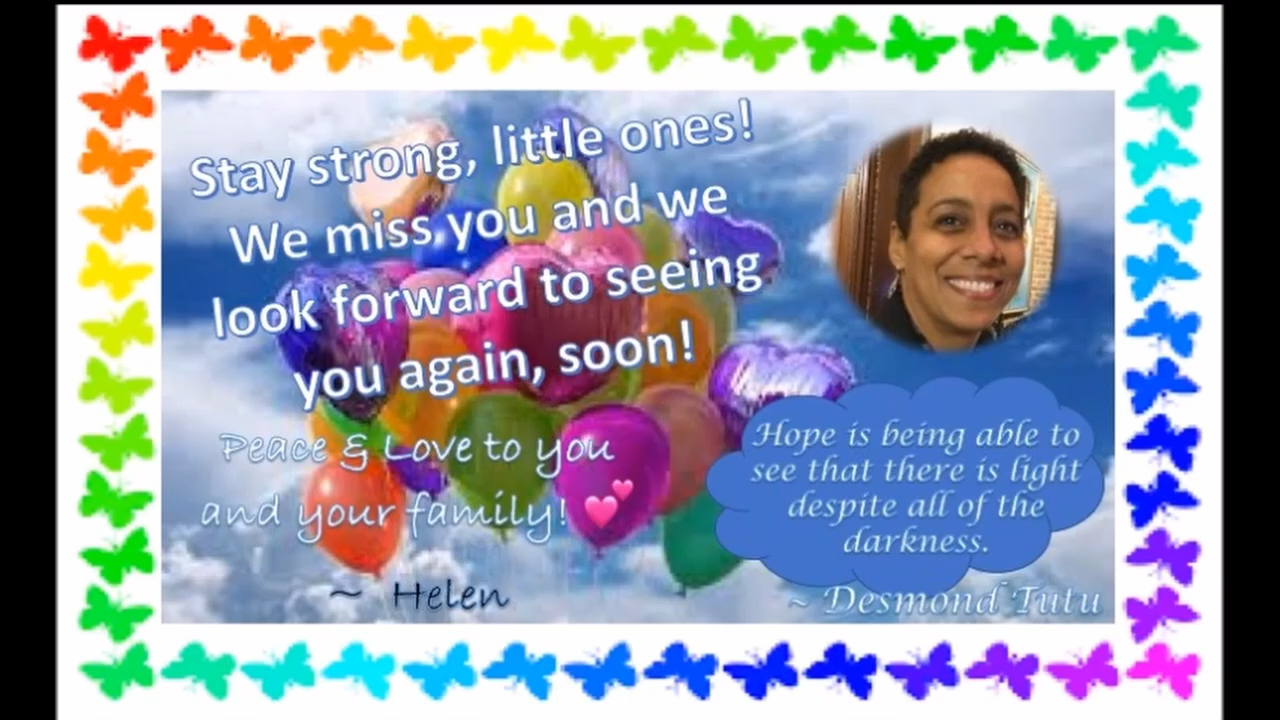 Stay strong, little ones!
We miss you and we
look forward to seeing
you again, soon!
Peace & Love to you
and your family! 💕
~ Helen
Hope is being able to
see that there is light
despite all of the
darkness.
~ Desmond Tutu